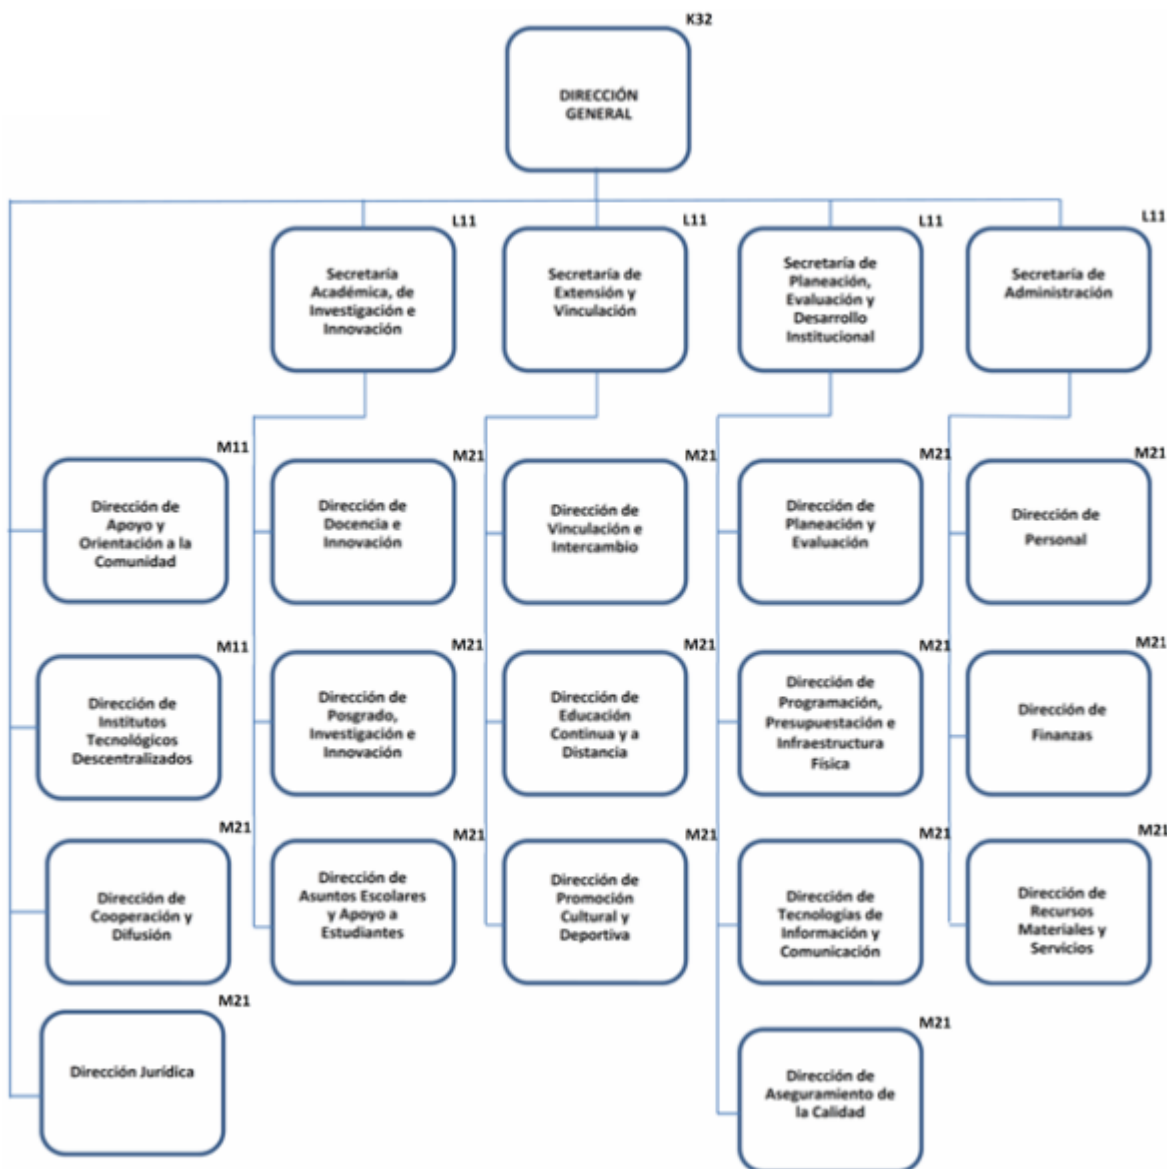 K32
DIRECCIÓN
GENERAL
L11
Secretaría
Académica, de
Investigación e
Innovación
L11
Secretaría de
Extensión y
Vinculación
L11
Secretaría de
Planeación,
Evaluación y
Desarrollo
Institucional
L11
Secretaría de
Administración
M11
Dirección de
Apoyo y
Orientación a la
Comunidad
M21
Dirección de
Docencia e
Innovación
M21
Dirección de
Vinculación e
Intercambio
M21
Dirección de
Planeación y
Evaluación
M21
Dirección de
Personal
M11
Dirección de
Institutos
Tecnológicos
Descentralizados
M21
Dirección de
Posgrado,
Investigación e
Innovación
M21
Dirección de
Educación
Continua y a
Distancia
M21
Dirección de
Programación,
Presupuestación e
Infraestructura
Física
M21
Dirección de
Finanzas
M21
Dirección de
Cooperación y
Difusión
M21
Dirección de
Asuntos Escolares
y Apoyo a
Estudiantes
M21
Dirección de
Promoción
Cultural y
Deportiva
M21
Dirección de
Tecnologías de
Información y
Comunicación
M21
Dirección de
Recursos
Materiales y
Servicios
M21
Dirección Jurídica
M21
Dirección de
Aseguramiento de
la Calidad